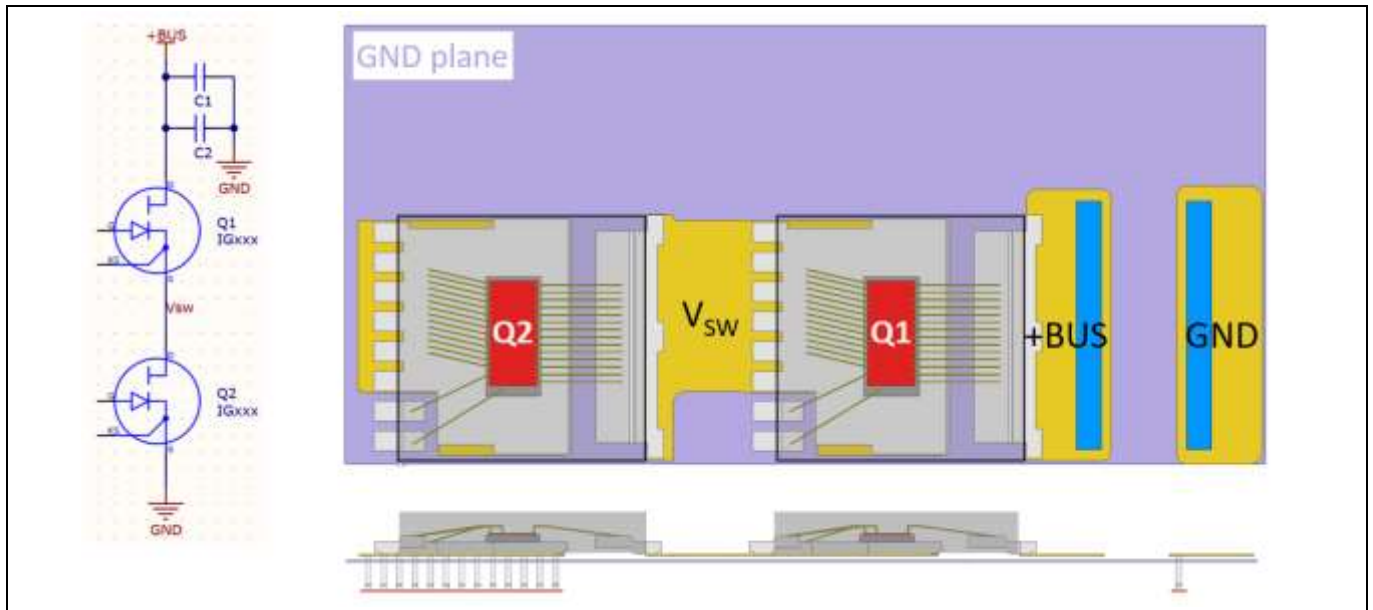 +BUS
C1
C2
GND
Q1
IGxxx
Vsw
Q2
IGxxx
GND
GND plane
Q2
VSW
Q1
+BUS
GND